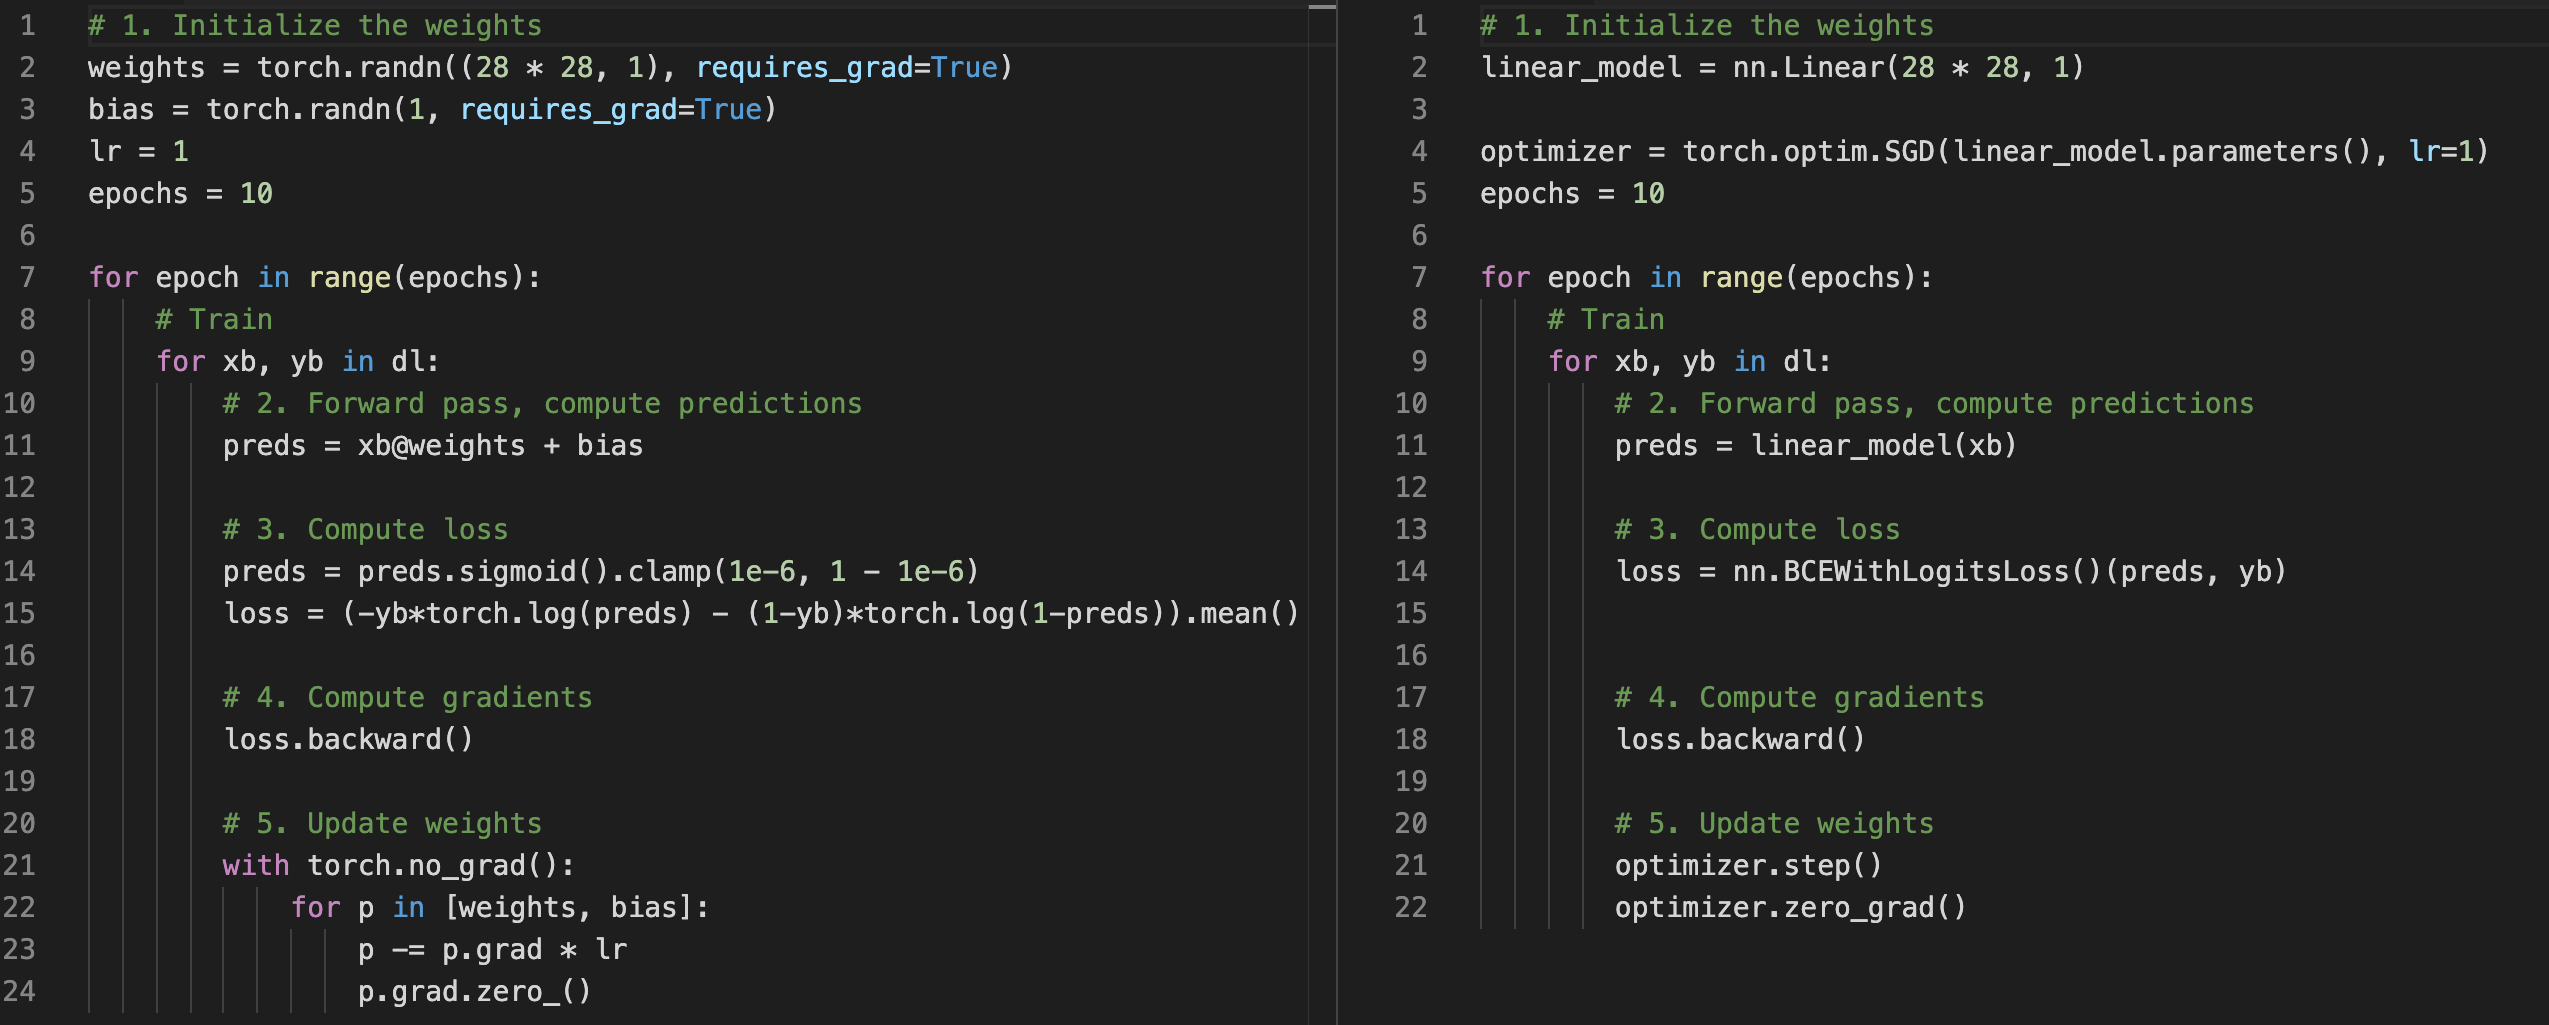 1 # 1. Initialize the weights
2 weights = torch.randn((28 * 28, 1), requires_grad=True)
3 bias = torch.randn(1, requires_grad=True)
4 lr = 1
5 epochs = 10
6
7 for epoch in range(epochs):
8     # Train
9     for xb, yb in dl:
10         # 2. Forward pass, compute predictions
11         preds = xb@weights + bias
12
13         # 3. Compute loss
14         preds = preds.sigmoid().clamp(1e-6, 1 - 1e-6)
15         loss = (-yb*torch.log(preds) - (1-yb)*torch.log(1-preds)).mean()
16
17         # 4. Compute gradients
18         loss.backward()
19
20         # 5. Update weights
21         with torch.no_grad():
22             for p in [weights, bias]:
23                 p -= p.grad * lr
24                 p.grad.zero_()
1 # 1. Initialize the weights
2 linear_model = nn.Linear(28 * 28, 1)
3
4 optimizer = torch.optim.SGD(linear_model.parameters(), lr=1)
5 epochs = 10
6
7 for epoch in range(epochs):
8     # Train
9     for xb, yb in dl:
10         # 2. Forward pass, compute predictions
11         preds = linear_model(xb)
12
13         # 3. Compute loss
14         loss = nn.BCEWithLogitsLoss()(preds, yb)
15
16
17         # 4. Compute gradients
18         loss.backward()
19
20         # 5. Update weights
21         optimizer.step()
22         optimizer.zero_grad()